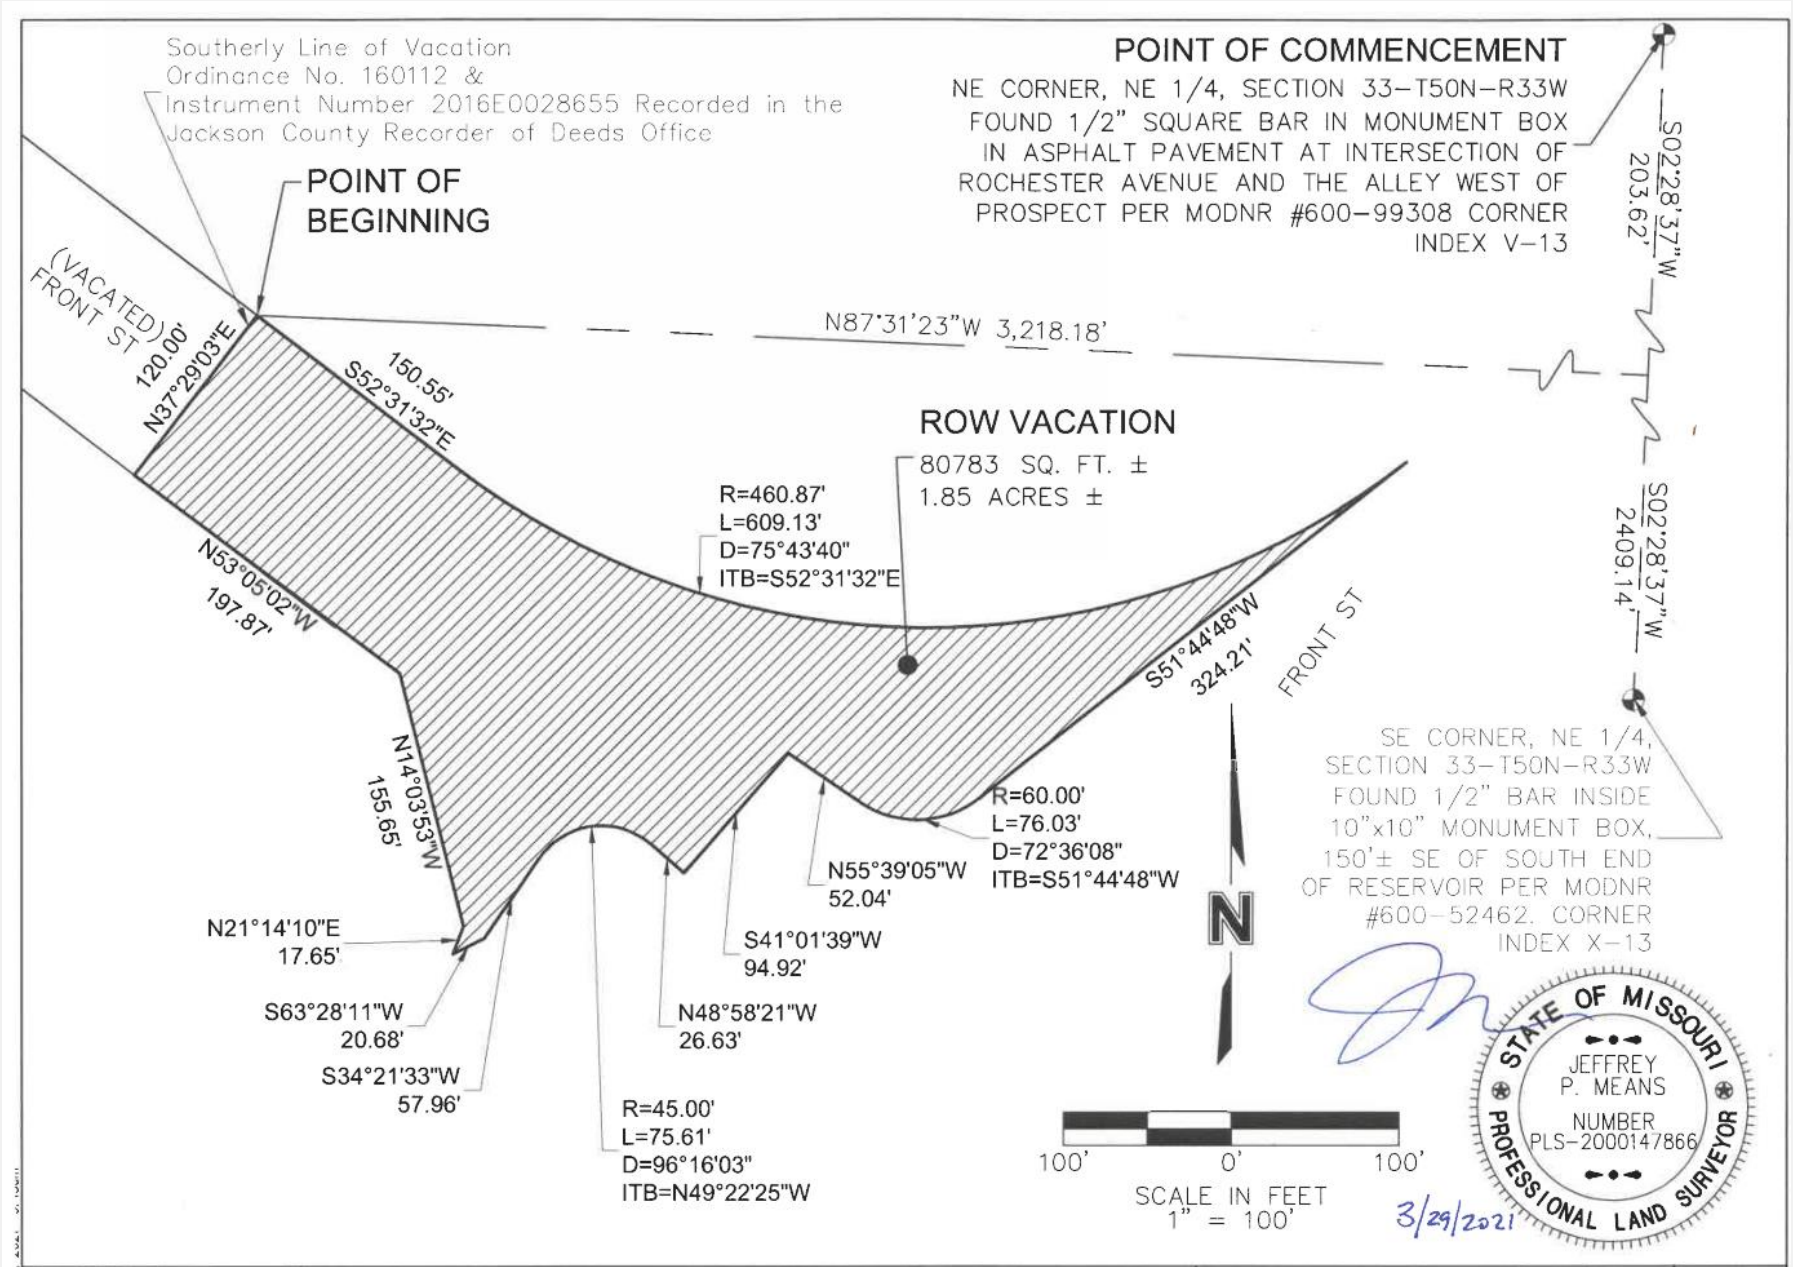 Southerly Line of Vacation
Ordinance No. 160112 &
Instrument Number 2016E0028655 Recorded in the
Jackson County Recorder of Deeds Office
POINT OF COMMENCEMENT
NE CORNER, NE 1/4, SECTION 33-T50N-R33W
FOUND 1/2" SQUARE BAR IN MONUMENT BOX
IN ASPHALT PAVEMENT AT INTERSECTION OF
ROCHESTER AVENUE AND THE ALLEY WEST OF
PROSPECT PER MODNR #600-99308 CORNER
INDEX V-13
S02°28'37"W
203.62'
POINT OF
BEGINNING
(VACATED)
FRONT ST
120.00'
N37°29'03"E
N87°31'23"W 3,218.18'
150.55'
S52°31'32"E
ROW VACATION
80783 SQ. FT. ±
1.85 ACRES ±
R=460.87'
L=609.13'
D=75°43'40"
ITB=S52°31'32"E
S02°28'37"W
2409.14'
N53°05'02"W
197.87'
S51°44'48"W
324.21'
FRONT ST
N14°03'53"W
155.65'
SE CORNER, NE 1/4,
SECTION 33-T50N-R33W
FOUND 1/2" BAR INSIDE
10"x10" MONUMENT BOX,
150'± SE OF SOUTH END
OF RESERVOIR PER MODNR
#600-52462. CORNER
INDEX X-13
R=60.00'
L=76.03'
D=72°36'08"
ITB=S51°44'48"W
N55°39'05"W
52.04'
S41°01'39"W
94.92'
N21°14'10"E
17.65'
N48°58'21"W
26.63'
S63°28'11"W
20.68'
S34°21'33"W
57.96'
R=45.00'
L=75.61'
D=96°16'03"
ITB=N49°22'25"W
N
100' 0' 100'
SCALE IN FEET
1" = 100'
STATE OF MISSOURI
JEFFREY
P. MEANS
NUMBER
PLS-2000147866
PROFESSIONAL LAND SURVEYOR
3/29/2021